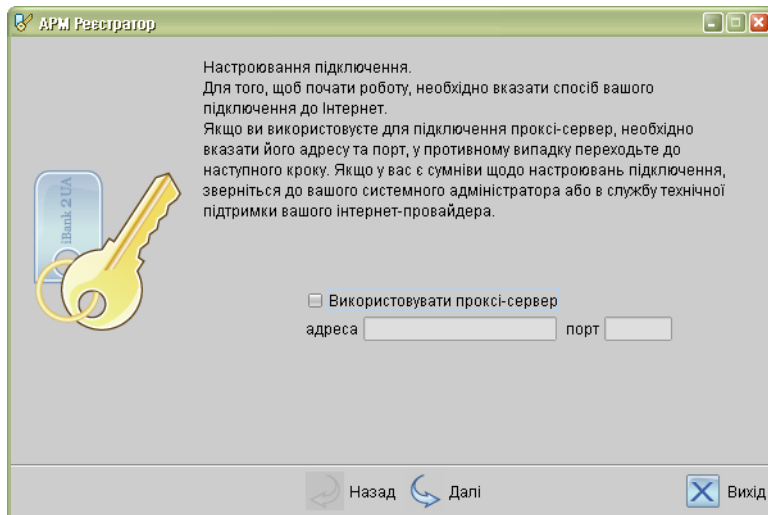 АРМ Реєстратор
Настроювання підключення.
Для того, щоб почати роботу, необхідно вказати спосіб вашого
підключення до Інтернет.
Якщо ви використовуєте для підключення проксі-сервер, необхідно
вказати його адресу та порт, у противному випадку переходьте до
наступного кроку. Якщо у вас є сумніви щодо настроювань підключення,
зверніться до вашого системного адміністратора або в службу технічної
підтримки вашого інтернет-провайдера.
iBank 2 UA
Використовувати проксі-сервер
адреса порт
Назад Далі Вихід